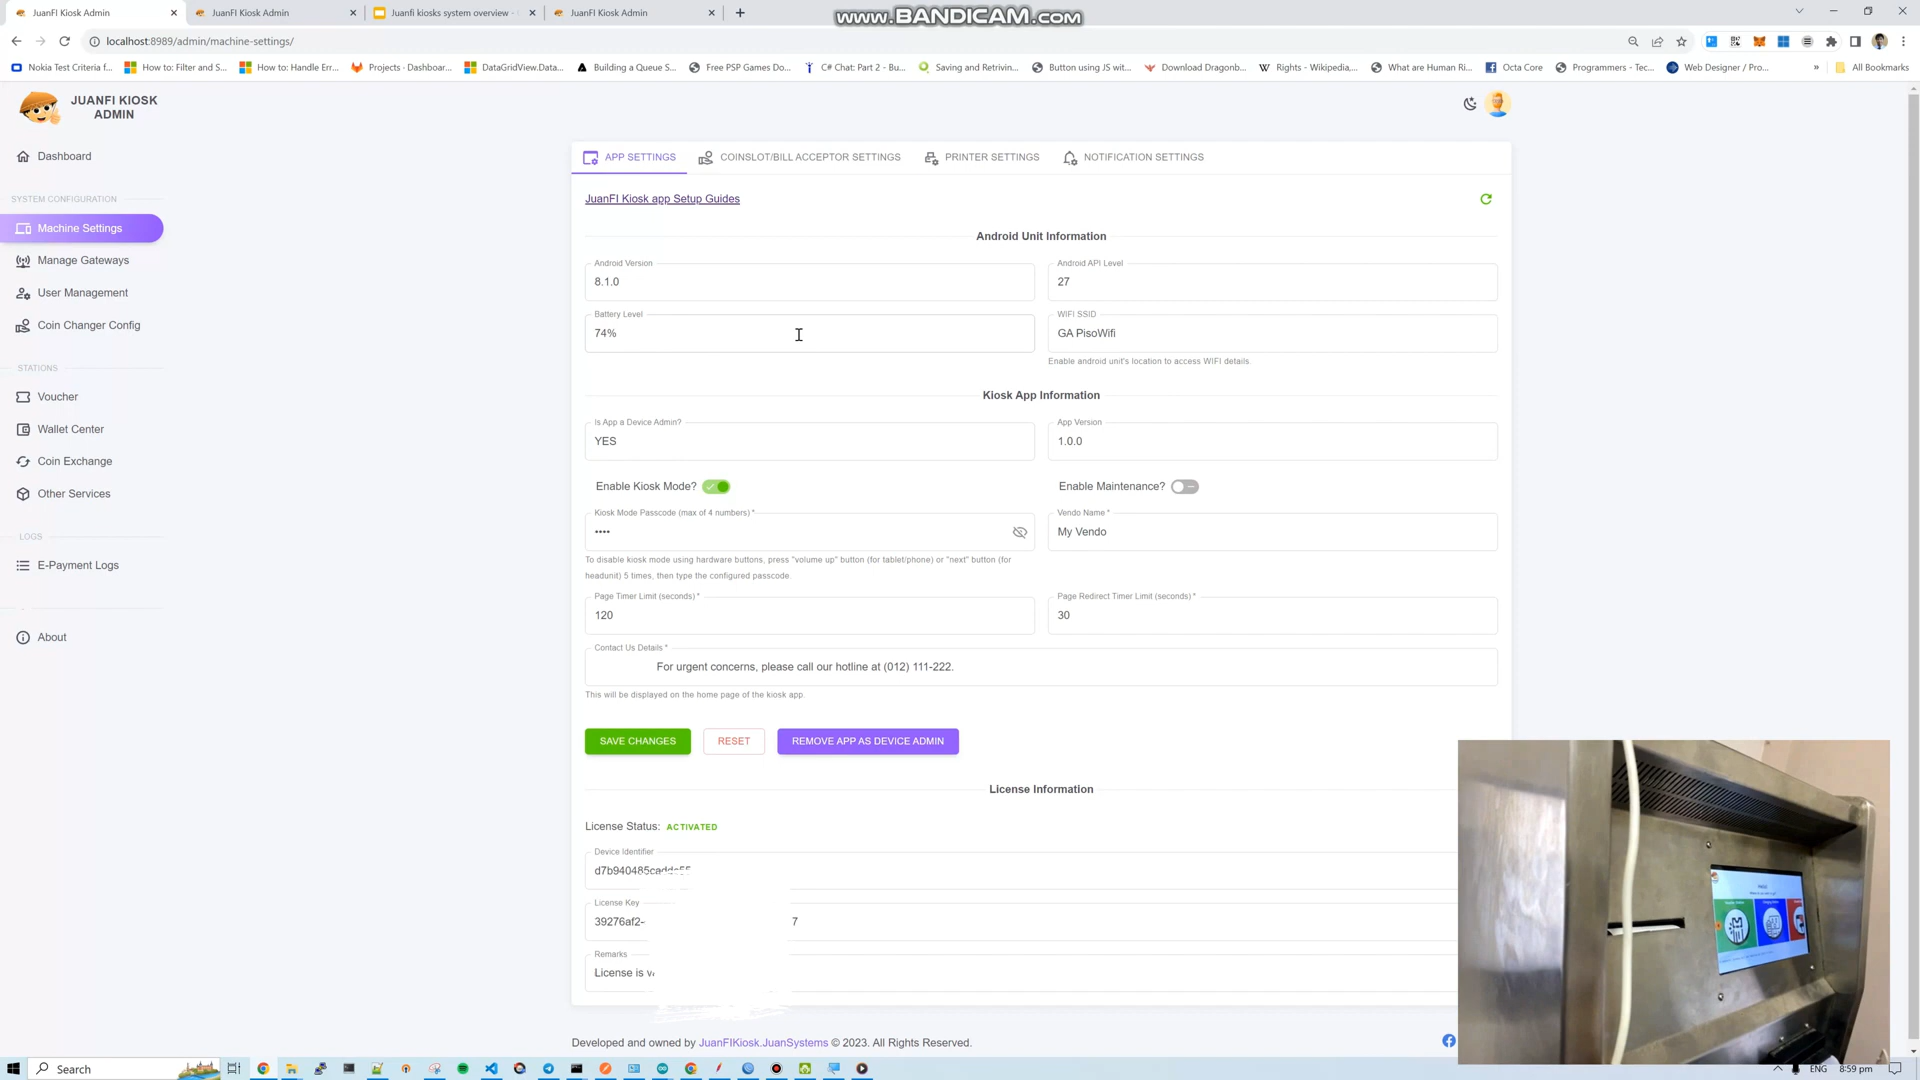 JuanFI Kiosk Admin
JuanFI Kiosk Admin
Juanfi kiosks system overview -
JuanFI Kiosk Admin
www.BANDICAM.com
localhost:8989/admin/machine-settings/
Nokia Test Criteria f...
How to: Filter and S...
How to: Handle Err...
Projects · Dashboar...
DataGridView.Data...
Building a Queue S...
Free PSP Games Do...
C# Chat: Part 2 - Bu...
Saving and Retrivin...
Button using JS wit...
Download Dragonb...
Rights - Wikipedia,...
What are Human Ri...
Octa Core
Programmers - Tec...
Web Designer / Pro...
»
All Bookmarks
JUANFI KIOSK
ADMIN
Dashboard
SYSTEM CONFIGURATION
Machine Settings
Manage Gateways
User Management
Coin Changer Config
STATIONS
Voucher
Wallet Center
Coin Exchange
Other Services
LOGS
E-Payment Logs
About
APP SETTINGS
COINSLOT/BILL ACCEPTOR SETTINGS
PRINTER SETTINGS
NOTIFICATION SETTINGS
JuanFI Kiosk app Setup Guides
Android Unit Information
Android Version
8.1.0
Android API Level
27
Battery Level
74%
WIFI SSID
GA PisoWifi
Enable android unit's location to access WIFI details.
Kiosk App Information
Is App a Device Admin?
YES
App Version
1.0.0
Enable Kiosk Mode?
Enable Maintenance?
Kiosk Mode Passcode (max of 4 numbers) *
••••
Vendo Name *
My Vendo
To disable kiosk mode using hardware buttons, press "volume up" button (for tablet/phone) or "next" button (for
headunit) 5 times, then type the configured passcode.
Page Timer Limit (seconds) *
120
Page Redirect Timer Limit (seconds) *
30
Contact Us Details *
For urgent concerns, please call our hotline at (012) 111-222.
This will be displayed on the home page of the kiosk app.
SAVE CHANGES
RESET
REMOVE APP AS DEVICE ADMIN
License Information
License Status: ACTIVATED
Device Identifier
License Key
39276af2- 7
Remarks
License is
Developed and owned by JuanFIKiosk.JuanSystems © 2023. All Rights Reserved.
Search
ENG
8:59 pm